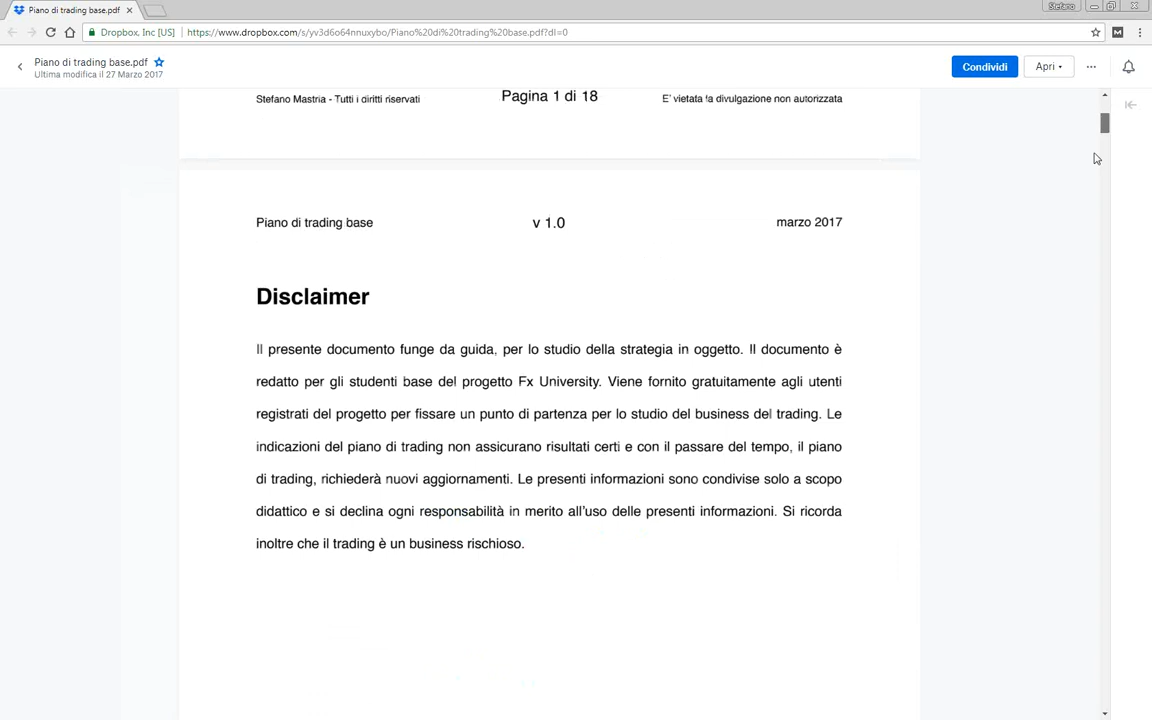 Piano di trading base.pdf
Stefano
Dropbox, Inc [US]
https://www.dropbox.com/s/yv3d6o64nnuxybo/Piano%20di%20trading%20base.pdf?dl=0
Piano di trading base.pdf
Ultima modifica il 27 Marzo 2017
Condividi
Apri
Stefano Mastria - Tutti i diritti riservati
Pagina 1 di 18
E' vietata la divulgazione non autorizzata
Piano di trading base
v 1.0
marzo 2017
Disclaimer
Il presente documento funge da guida, per lo studio della strategia in oggetto. Il documento è
redatto per gli studenti base del progetto Fx University. Viene fornito gratuitamente agli utenti
registrati del progetto per fissare un punto di partenza per lo studio del business del trading. Le
indicazioni del piano di trading non assicurano risultati certi e con il passare del tempo, il piano
di trading, richiederà nuovi aggiornamenti. Le presenti informazioni sono condivise solo a scopo
didattico e si declina ogni responsabilità in merito all'uso delle presenti informazioni. Si ricorda
inoltre che il trading è un business rischioso.